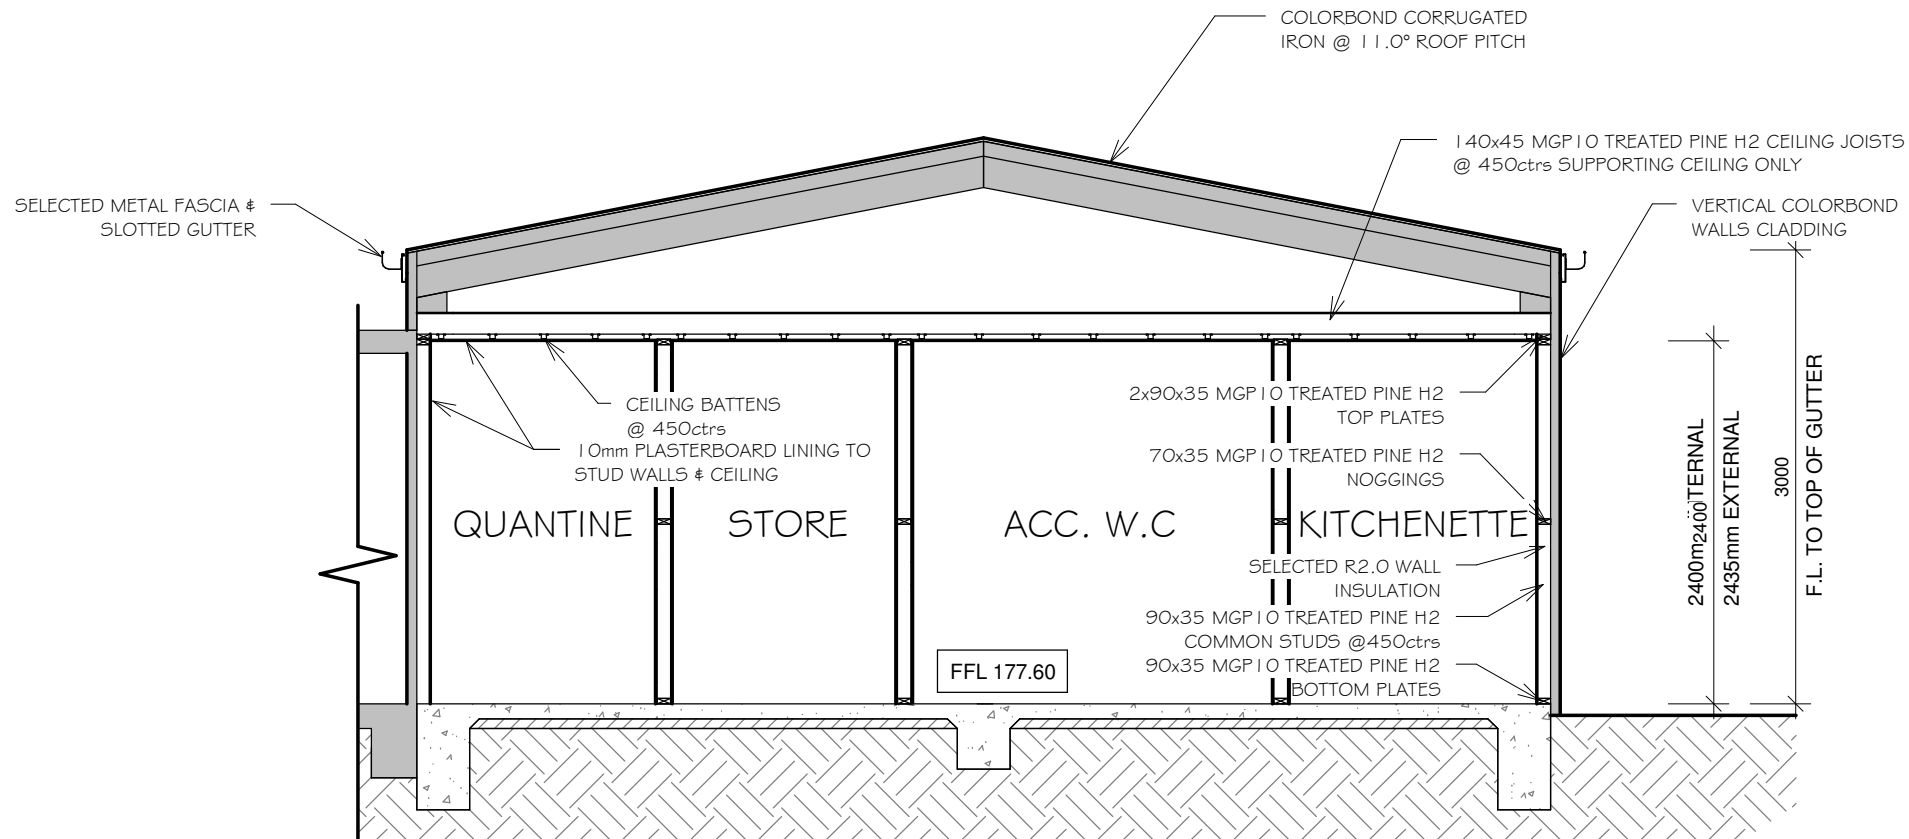 COLORBOND CORRUGATED
IRON @ 11.0° ROOF PITCH
140x45 MGP10 TREATED PINE H2 CEILING JOISTS
@ 450ctrs SUPPORTING CEILING ONLY
SELECTED METAL FASCIA &
SLOTTED GUTTER
VERTICAL COLORBOND
WALLS CLADDING
CEILING BATTENS
@ 450ctrs
10mm PLASTERBOARD LINING TO
STUD WALLS & CEILING
2x90x35 MGP10 TREATED PINE H2
TOP PLATES
70x35 MGP10 TREATED PINE H2
NOGGINGS
QUANTINE
STORE
ACC. W.C
KITCHENETTE
SELECTED R2.0 WALL
INSULATION
90x35 MGP10 TREATED PINE H2
COMMON STUDS @450ctrs
90x35 MGP10 TREATED PINE H2
BOTTOM PLATES
FFL 177.60
2400
2435mm EXTERNAL
3000
F.L. TO TOP OF GUTTER